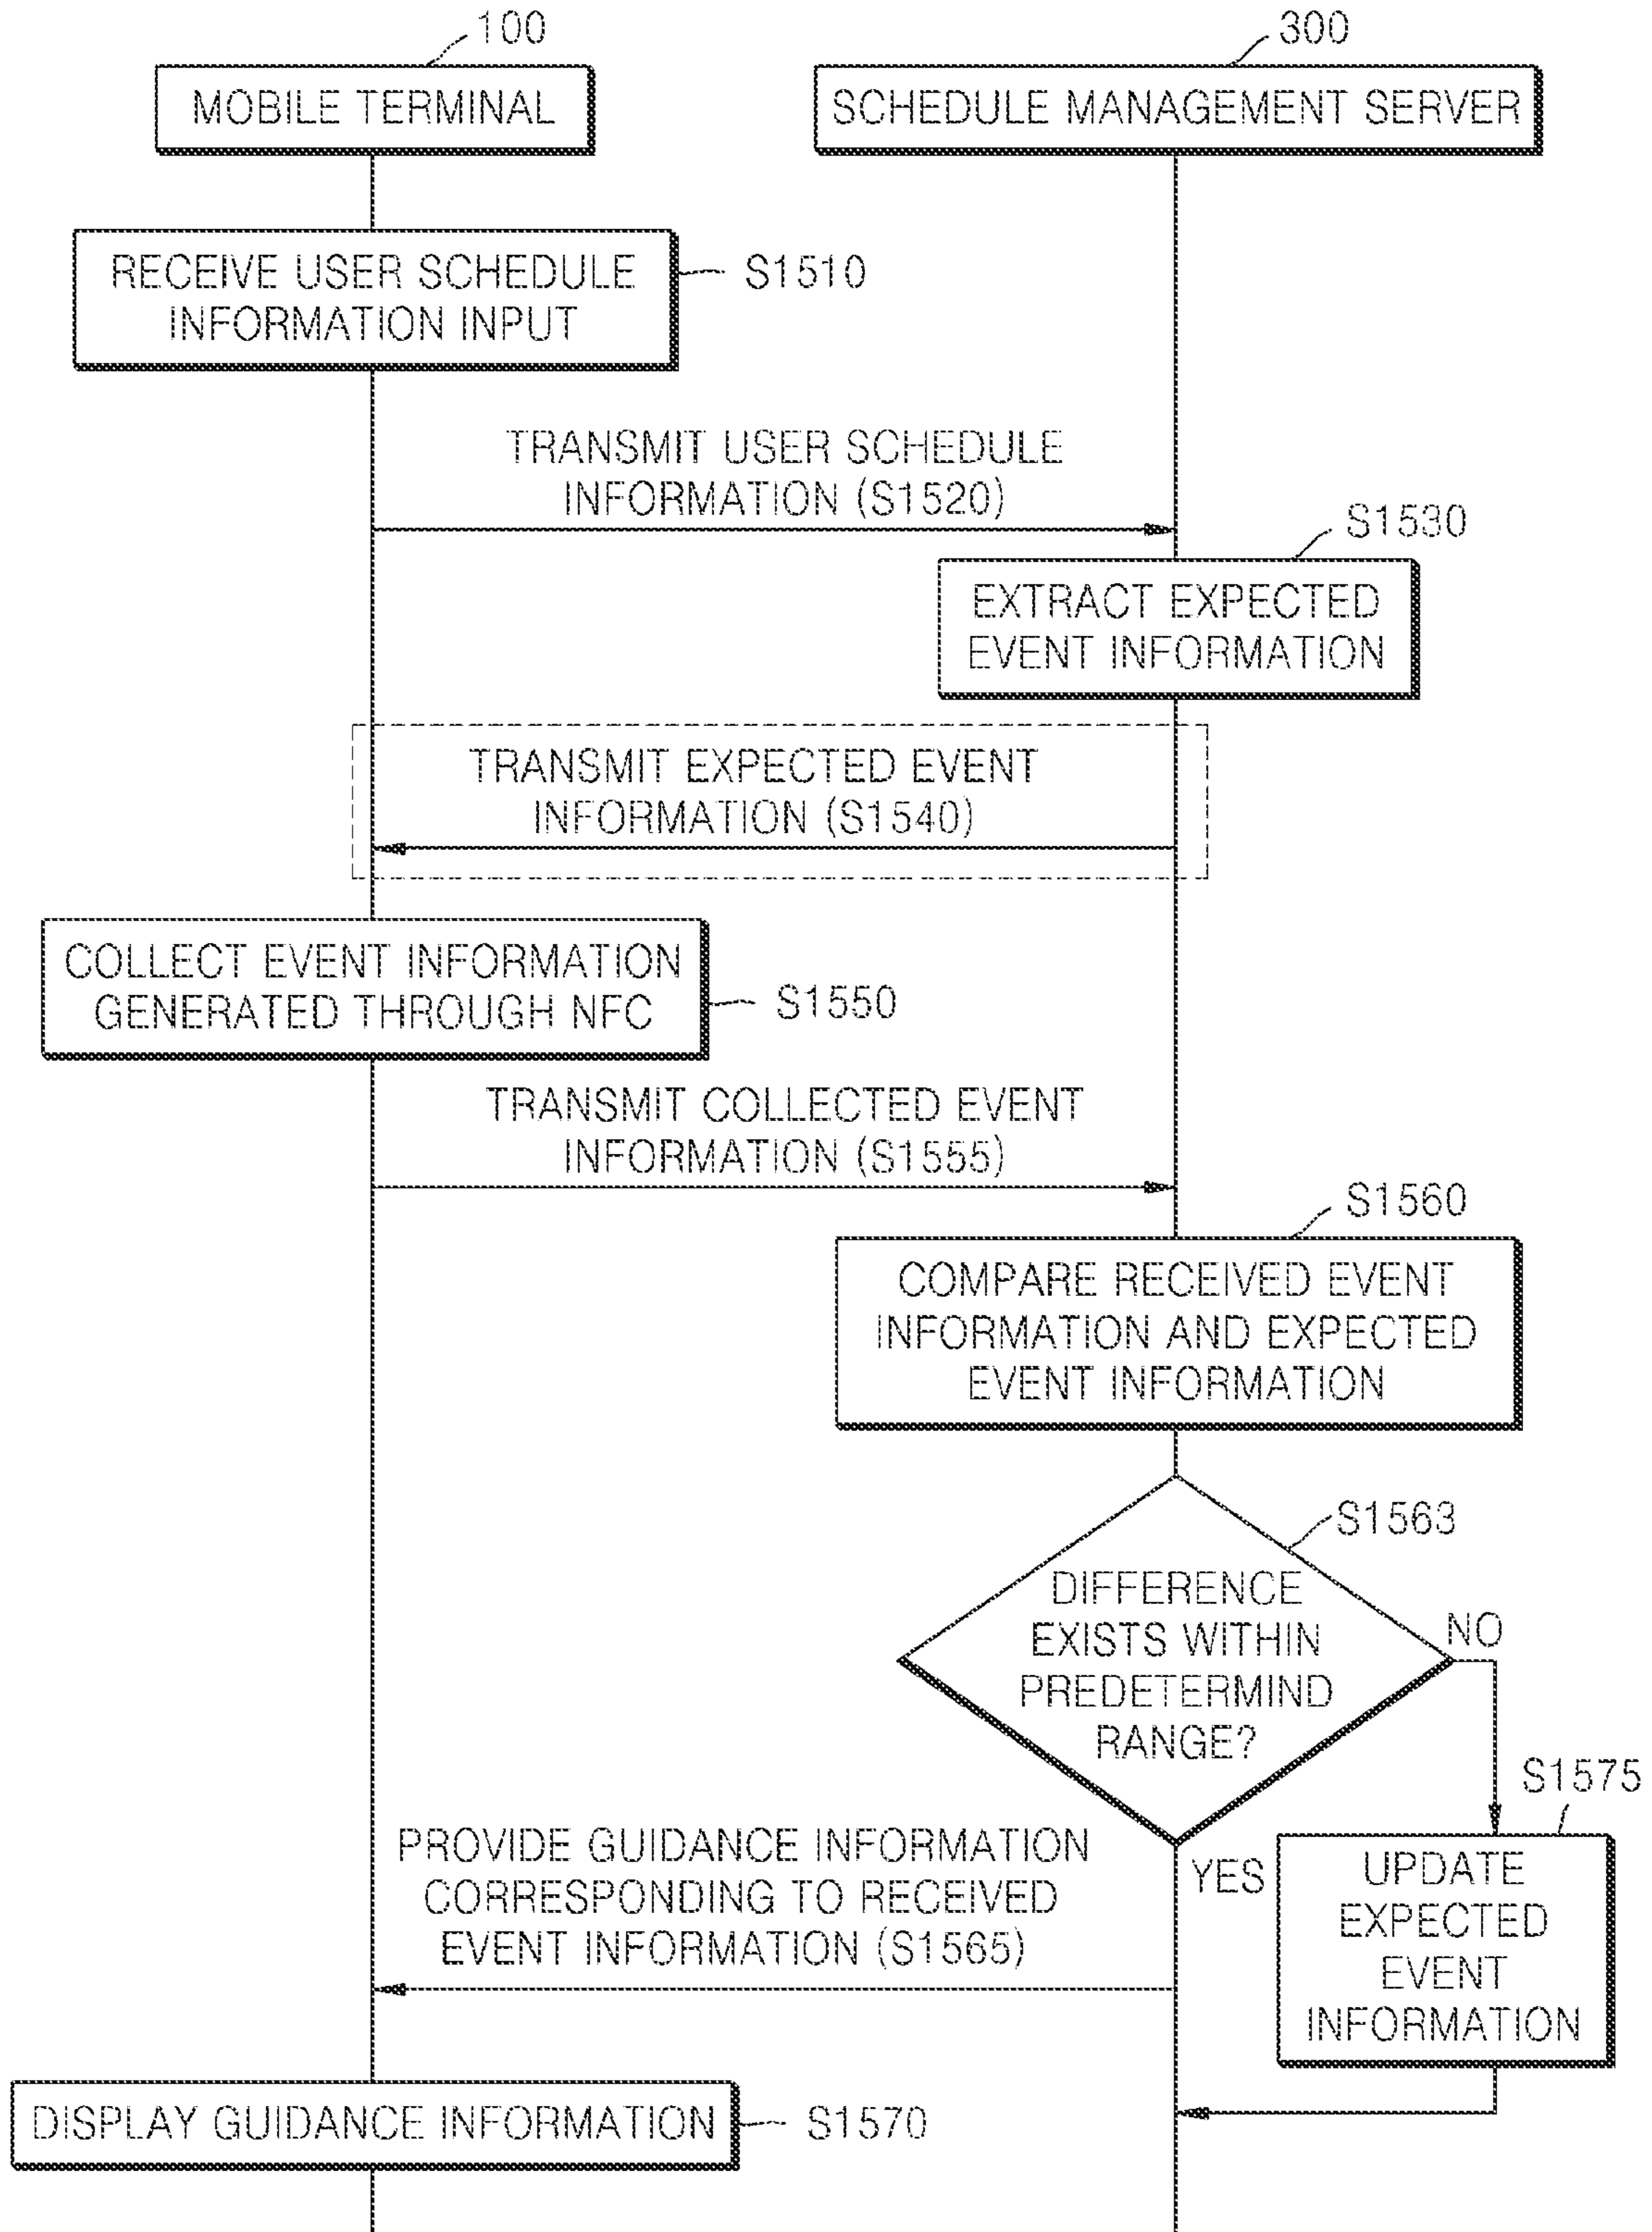 100
300
MOBILE TERMINAL
SCHEDULE MANAGEMENT SERVER
RECEIVE USER SCHEDULE
INFORMATION INPUT
S1510
TRANSMIT USER SCHEDULE
INFORMATION (S1520)
S1530
EXTRACT EXPECTED
EVENT INFORMATION
TRANSMIT EXPECTED EVENT
INFORMATION (S1540)
COLLECT EVENT INFORMATION
GENERATED THROUGH NFC
S1550
TRANSMIT COLLECTED EVENT
INFORMATION (S1555)
S1560
COMPARE RECEIVED EVENT
INFORMATION AND EXPECTED
EVENT INFORMATION
S1563
DIFFERENCE
EXISTS WITHIN
PREDETERMIND
RANGE?
NO
S1575
YES
UPDATE
EXPECTED
EVENT
INFORMATION
PROVIDE GUIDANCE INFORMATION
CORRESPONDING TO RECEIVED
EVENT INFORMATION (S1565)
DISPLAY GUIDANCE INFORMATION
S1570